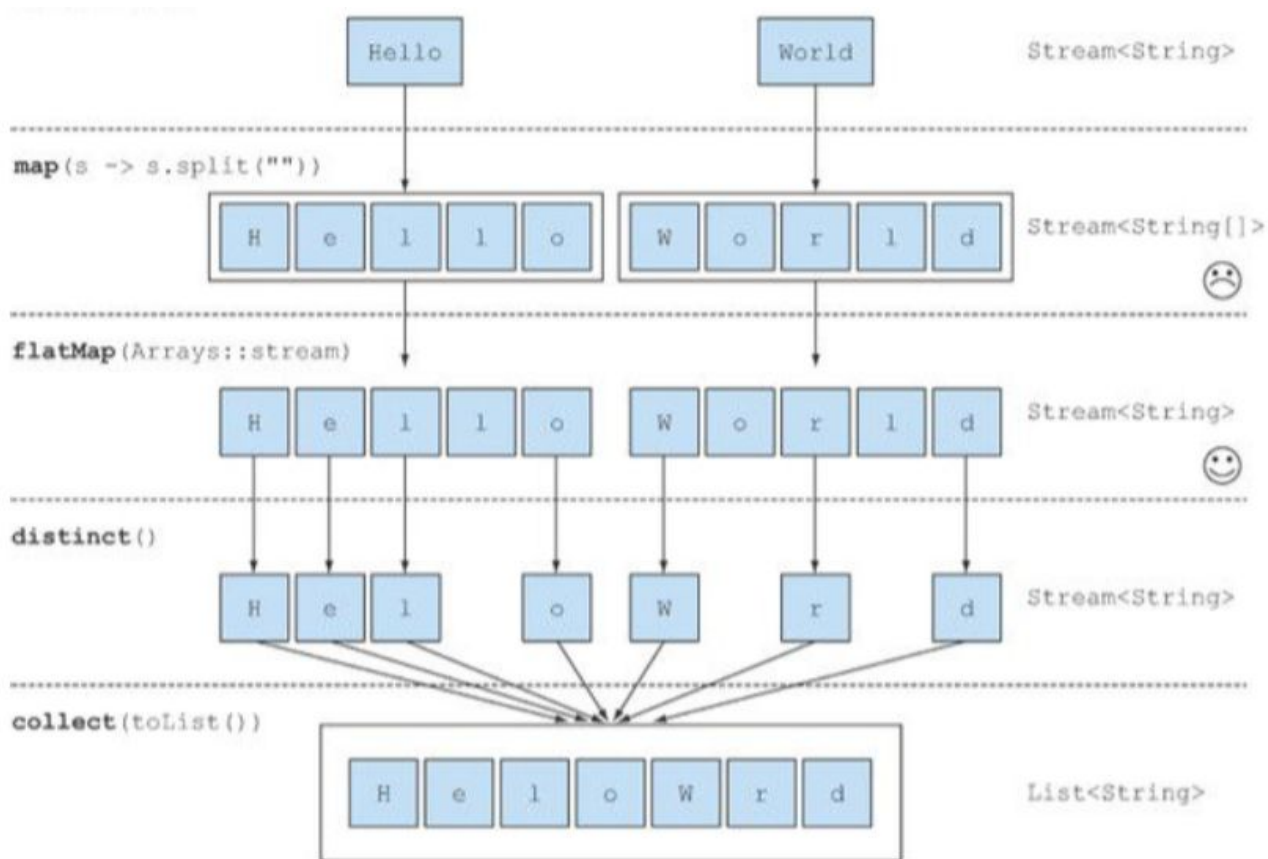 Hello World Stream<String>
map(s -> s.split(""))
H e l l o W o r l d Stream<String[]>
flatMap(Arrays::stream)
H e l l o W o r l d Stream<String>
distinct()
H e l o W r d Stream<String>
collect(toList())
H e l o W r d List<String>